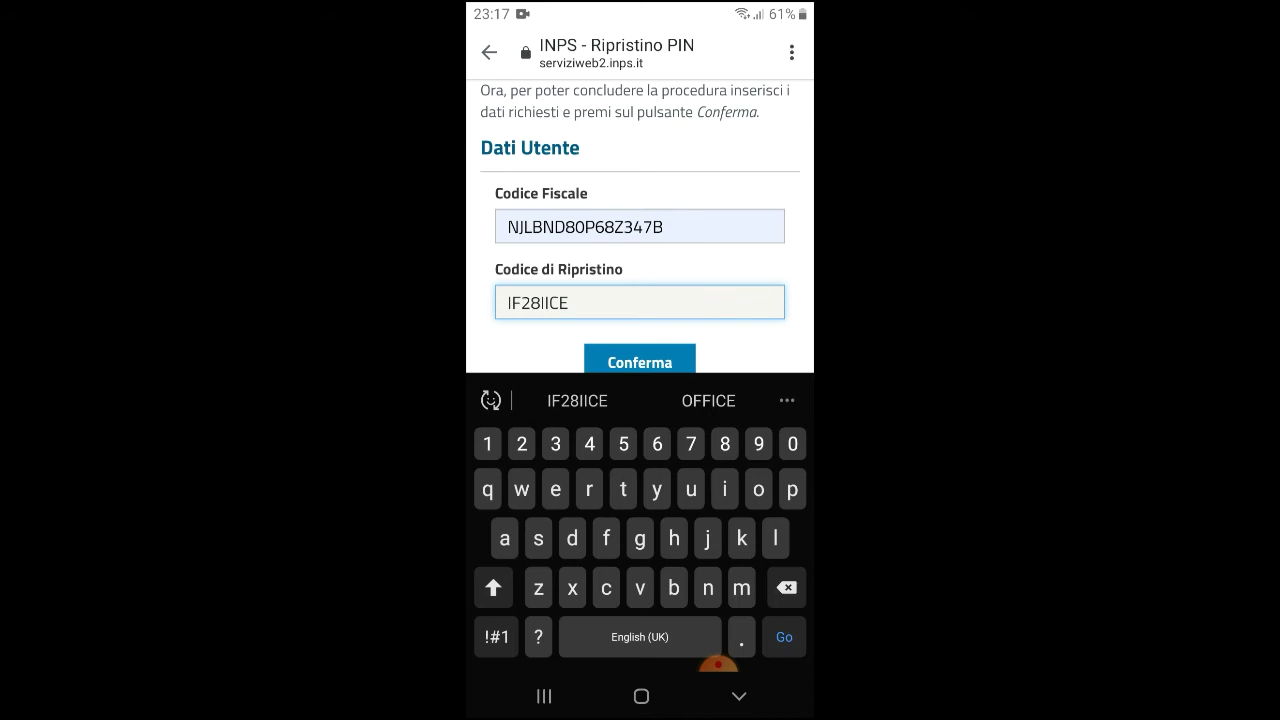 23:17
61%
INPS - Ripristino PIN
serviziweb2.inps.it
Ora, per poter concludere la procedura inserisci i
dati richiesti e premi sul pulsante Conferma.
Dati Utente
Codice Fiscale
NJLBND80P68Z347B
Codice di Ripristino
IF28IICE
Conferma
IF28IICE OFFICE
1 2 3 4 5 6 7 8 9 0
q w e r t y u i o p
a s d f g h j k l
z x c v b n m
!#1 ? English (UK) . Go